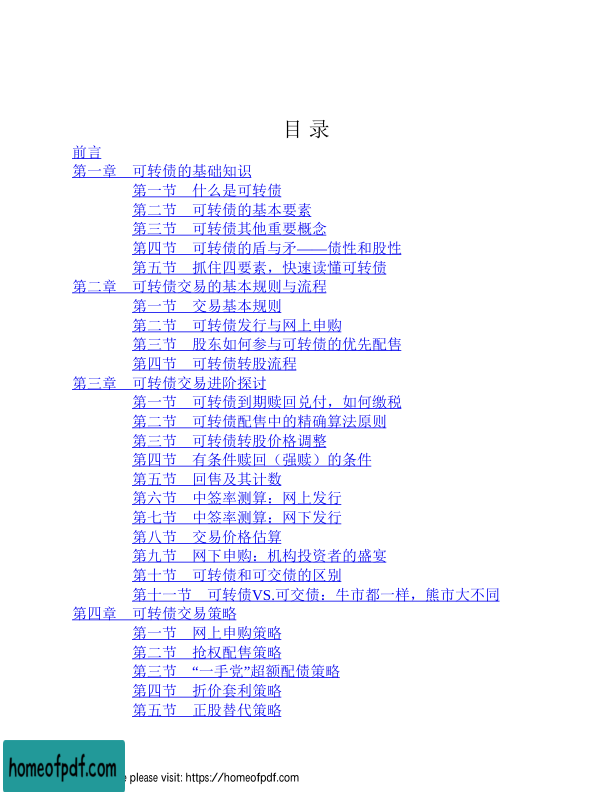 目 录
前言
第一章　可转债的基础知识
第一节　什么是可转债
第二节　可转债的基本要素
第三节　可转债其他重要概念
第四节　可转债的盾与矛——债性和股性
第五节　抓住四要素，快速读懂可转债
第二章　可转债交易的基本规则与流程
第一节　交易基本规则
第二节　可转债发行与网上申购
第三节　股东如何参与可转债的优先配售
第四节　可转债转股流程
第三章　可转债交易进阶探讨
第一节　可转债到期赎回兑付，如何缴税
第二节　可转债配售中的精确算法原则
第三节　可转债转股价格调整
第四节　有条件赎回（强赎）的条件
第五节　回售及其计数
第六节　中签率测算：网上发行
第七节　中签率测算：网下发行
第八节　交易价格估算
第九节　网下申购：机构投资者的盛宴
第十节　可转债和可交债的区别
第十一节　可转债VS.可交债：牛市都一样，熊市大不同
第四章　可转债交易策略
第一节　网上申购策略
第二节　抢权配售策略
第三节　“一手党”超额配债策略
第四节　折价套利策略
第五节　正股替代策略
homeofpdf.com
e please visit: https://homeofpdf.com